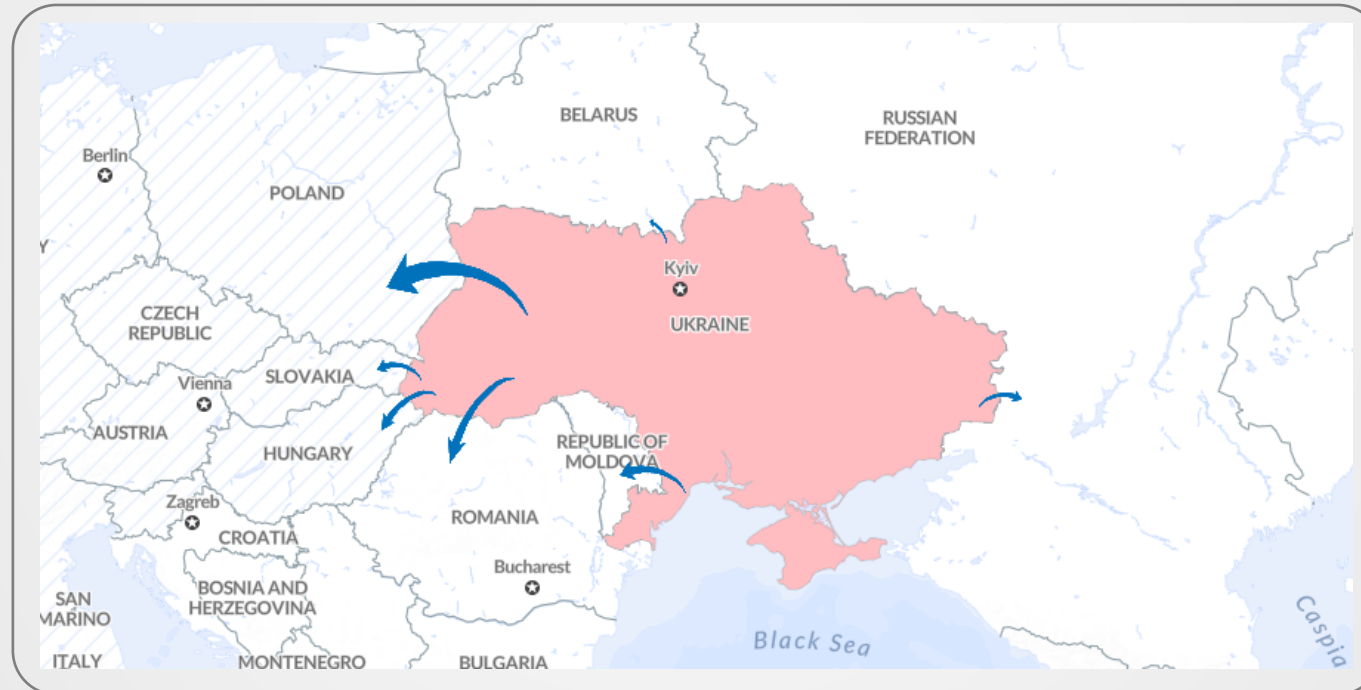 BELARUS
RUSSIAN
FEDERATION
Berlin
POLAND
Y
Kyiv
UKRAINE
CZECH
REPUBLIC
SLOVAKIA
Vienna
AUSTRIA
HUNGARY
REPUBLIC OF
MOLDOVA
Zagreb
CROATIA
ROMANIA
Bucharest
BOSNIA AND
HERZEGOVINA
SAN
MARINO
Black Sea
Caspia
ITALY
MONTENEGRO
BULGARIA